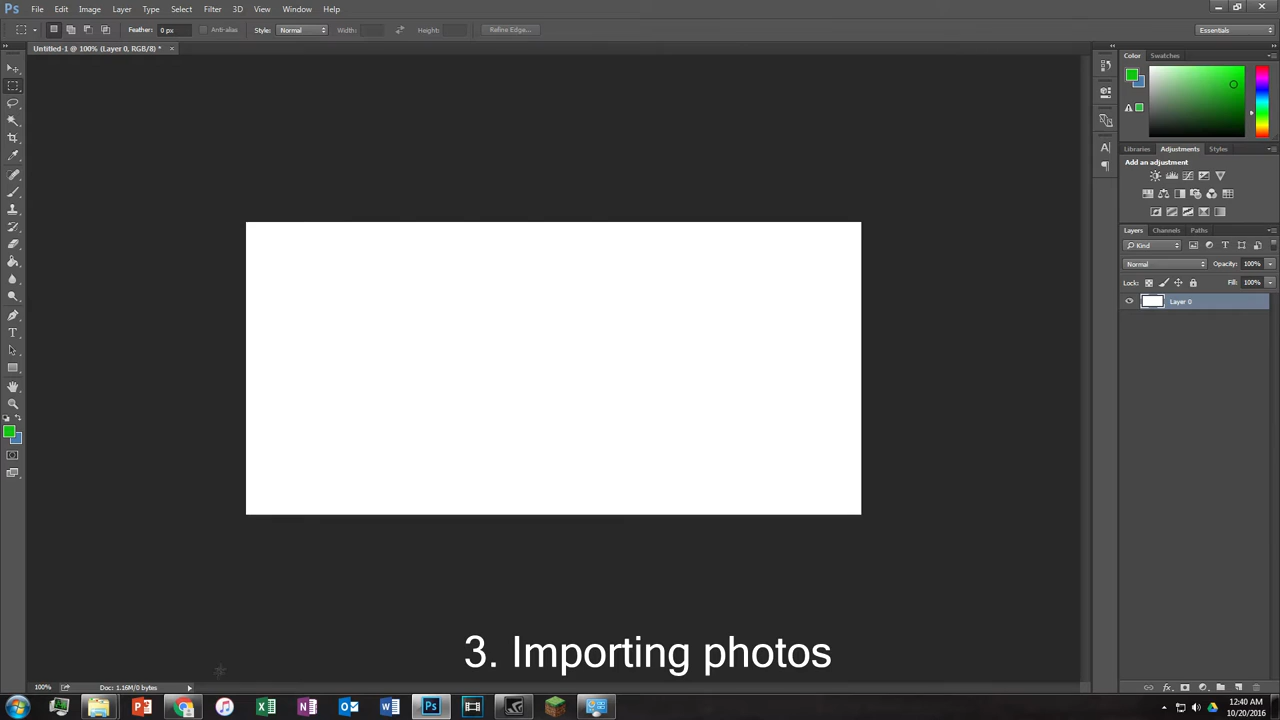 Ps File Edit Image Layer Type Select Filter 3D View Window Help
Feather: 0 px Anti-alias Style: Normal Width: Height: Refine Edge... Essentials
Untitled-1 @ 100% (Layer 0, RGB/8) * ×
Color Swatches
Libraries Adjustments Styles
Add an adjustment
Layers Channels Paths
Kind
Normal Opacity: 100%
Lock: Fill: 100%
Layer 0
3. Importing photos
100% Doc: 1.16M/0 bytes
12:40 AM
10/20/2016